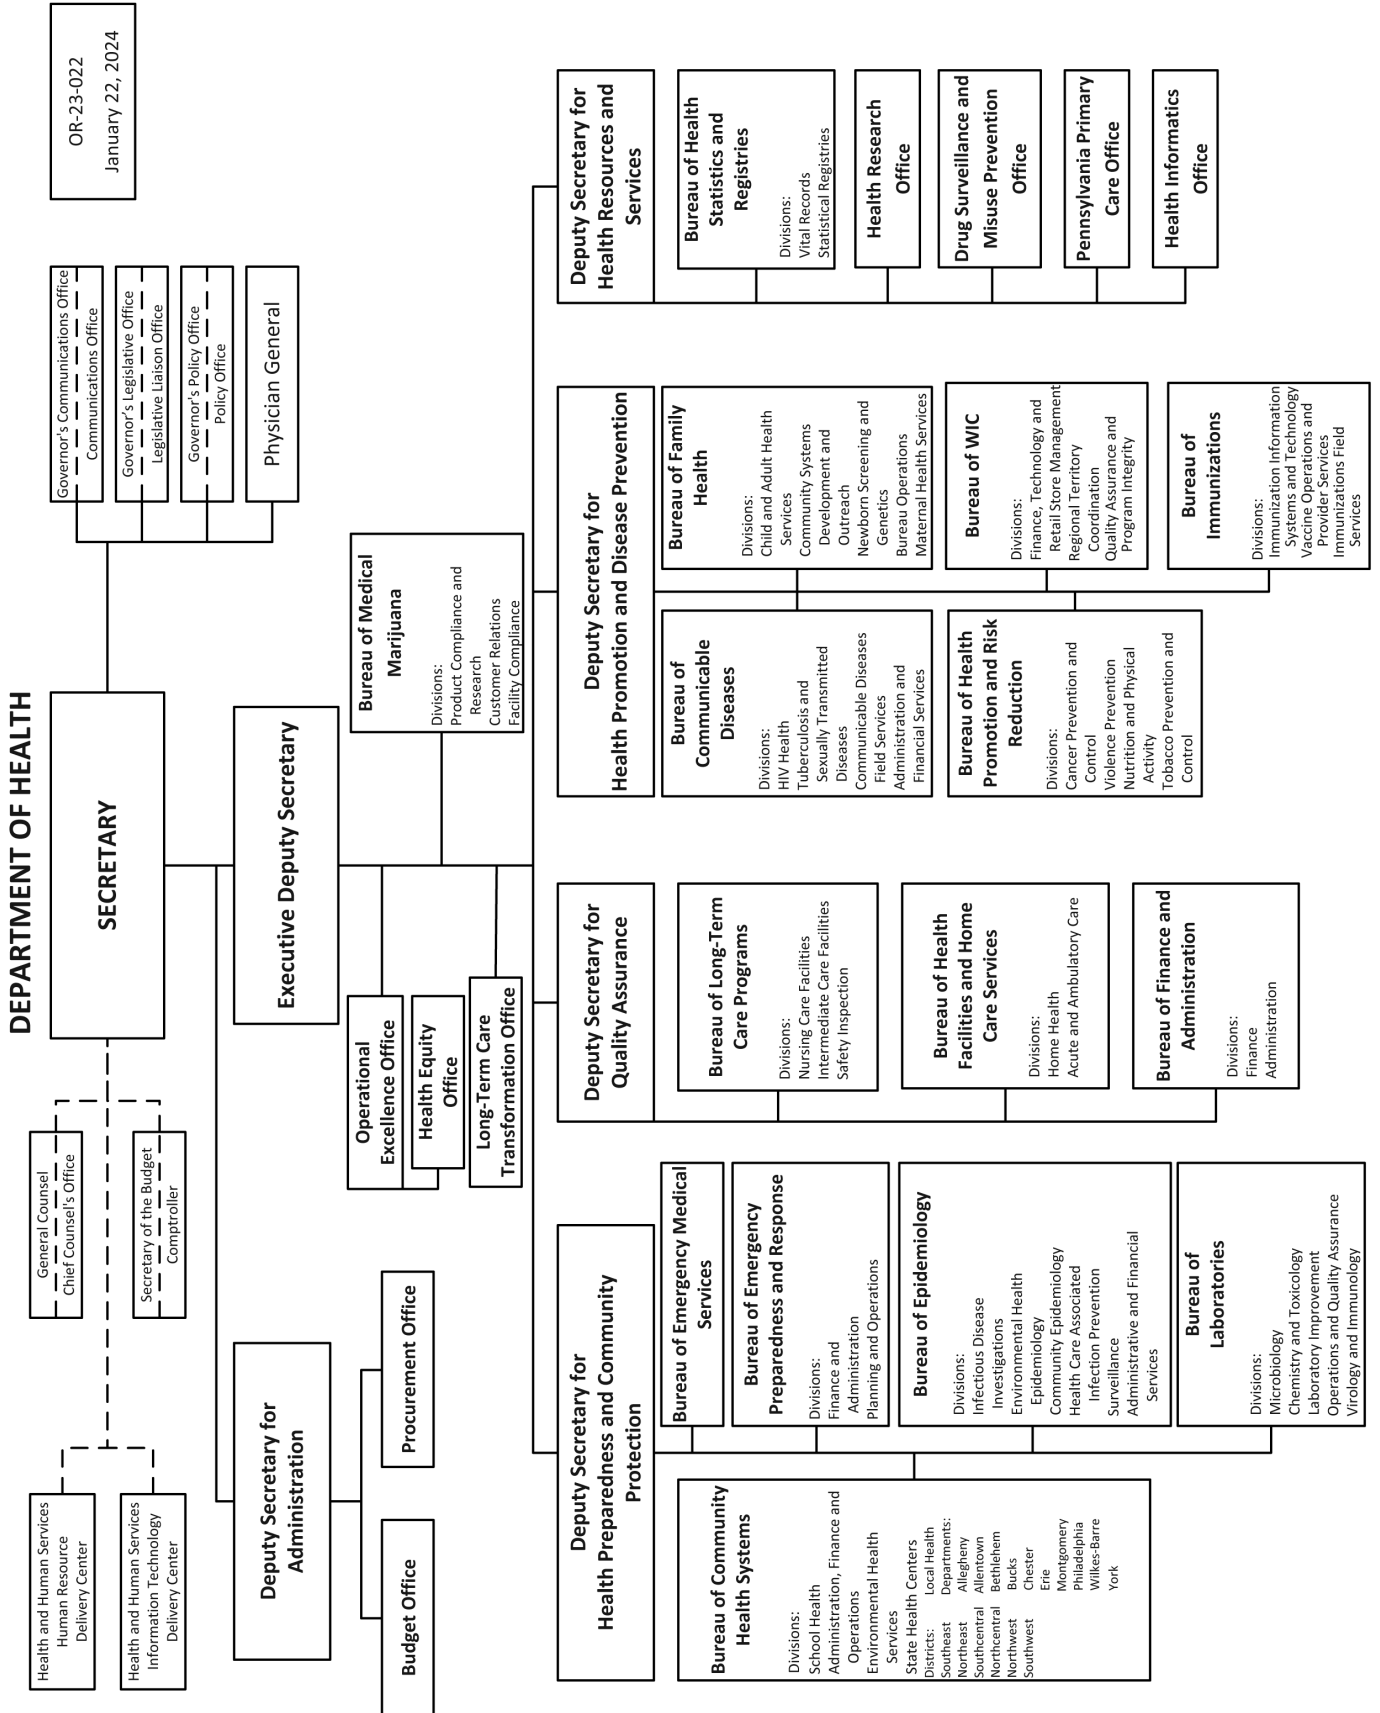 DEPARTMENT OF HEALTH
OR-23-022
January 22, 2024
Health and Human Services
Human Resource
Delivery Center
Health and Human Services
Information Technology
Delivery Center
General Counsel
Chief Counsel's Office
Secretary of the Budget
Comptroller
SECRETARY
Governor's Communications Office
Communications Office
Governor's Legislative Office
Legislative Liaison Office
Governor's Policy Office
Policy Office
Physician General
Deputy Secretary for
Administration
Budget Office
Procurement Office
Executive Deputy Secretary
Operational
Excellence Office
Health Equity
Office
Long-Term Care
Transformation Office
Bureau of Medical
Marijuana
Divisions:
Product Compliance and
Research
Customer Relations
Facility Compliance
Deputy Secretary for
Health Preparedness and Community
Protection
Bureau of Community
Health Systems
Divisions:
School Health
Administration, Finance and
Operations
Environmental Health
Services
State Health Centers
Districts:
Southeast
Northeast
Southcentral
Northcentral
Northwest
Southwest
Local Health
Departments:
Allegheny
Allentown
Bethlehem
Bucks
Chester
Erie
Montgomery
Philadelphia
Wilkes-Barre
York
Bureau of Emergency Medical
Services
Bureau of Emergency
Preparedness and Response
Divisions:
Finance and
Administration
Planning and Operations
Bureau of Epidemiology
Divisions:
Infectious Disease
Investigations
Environmental Health
Epidemiology
Community Epidemiology
Health Care Associated
Infection Prevention
Surveillance
Administrative and Financial
Services
Bureau of
Laboratories
Divisions:
Microbiology
Chemistry and Toxicology
Laboratory Improvement
Operations and Quality Assurance
Virology and Immunology
Deputy Secretary for
Quality Assurance
Bureau of Long-Term
Care Programs
Divisions:
Nursing Care Facilities
Intermediate Care Facilities
Safety Inspection
Bureau of Health
Facilities and Home
Care Services
Divisions:
Home Health
Acute and Ambulatory Care
Bureau of Finance and
Administration
Divisions:
Finance
Administration
Deputy Secretary for
Health Promotion and Disease Prevention
Bureau of
Communicable
Diseases
Divisions:
HIV Health
Tuberculosis and
Sexually Transmitted
Diseases
Communicable Diseases
Field Services
Administration and
Financial Services
Bureau of Family
Health
Divisions:
Child and Adult Health
Services
Community Systems
Development and
Outreach
Newborn Screening and
Genetics
Bureau Operations
Maternal Health Services
Bureau of Health
Promotion and Risk
Reduction
Divisions:
Cancer Prevention and
Control
Violence Prevention
Nutrition and Physical
Activity
Tobacco Prevention and
Control
Bureau of WIC
Divisions:
Finance, Technology and
Retail Store Management
Regional Territory
Coordination
Quality Assurance and
Program Integrity
Bureau of
Immunizations
Divisions:
Immunization Information
Systems and Technology
Vaccine Operations and
Provider Services
Immunizations Field
Services
Deputy Secretary for
Health Resources and
Services
Bureau of Health
Statistics and
Registries
Divisions:
Vital Records
Statistical Registries
Health Research
Office
Drug Surveillance and
Misuse Prevention
Office
Pennsylvania Primary
Care Office
Health Informatics
Office